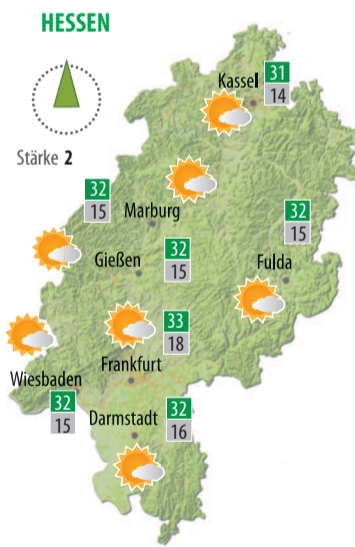 HESSEN
Kassel
31
14
Stärke 2
32
15
Marburg
32
15
Gießen
32
15
Fulda
33
18
Frankfurt
Wiesbaden
32
15
Darmstadt
32
16